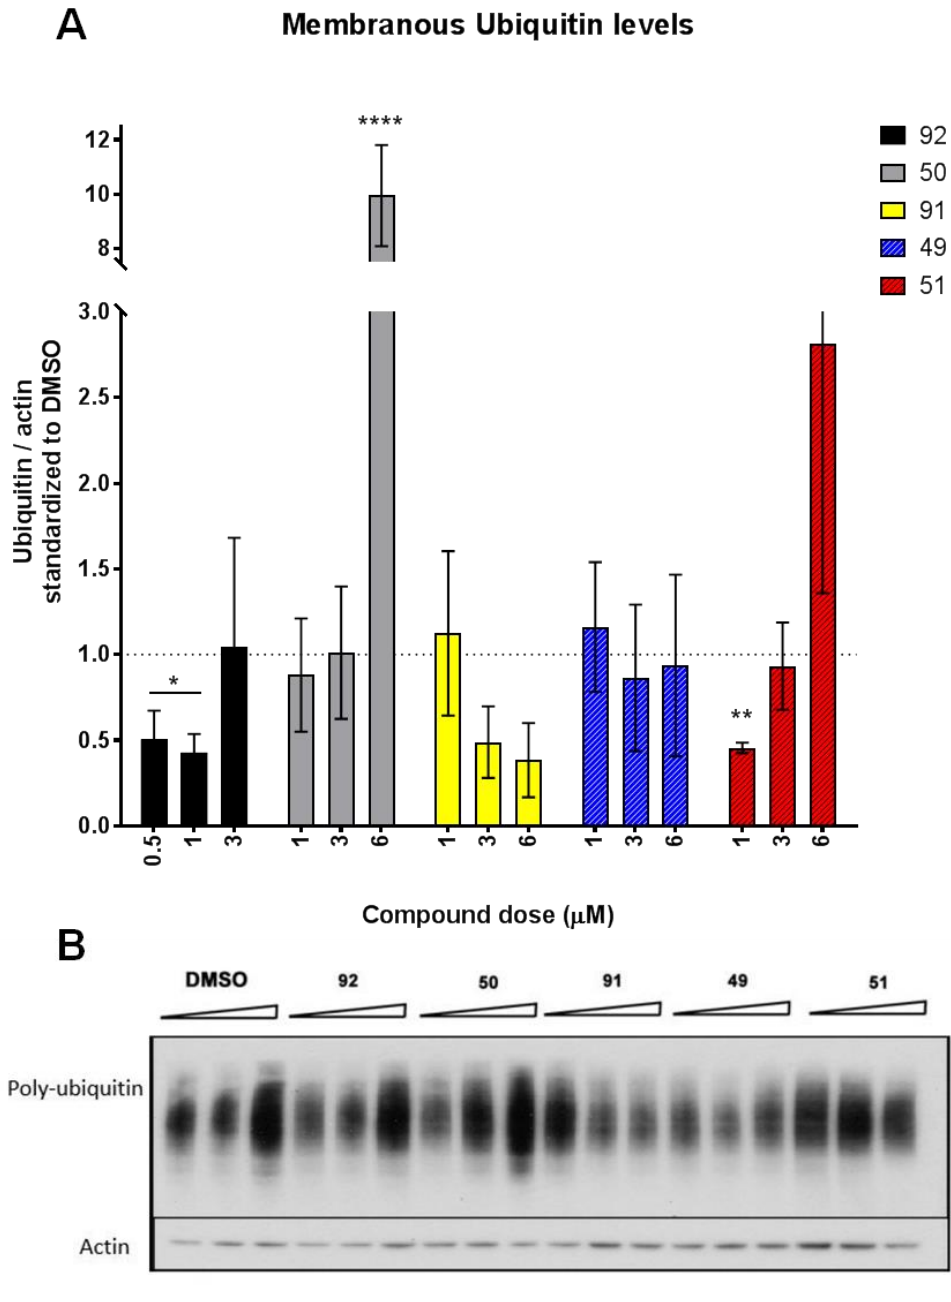 A
Membranous Ubiquitin levels
****
12
10
8
3.0
2.5
2.0
1.5
1.0
0.5
0.0
Ubiquitin / actin
standardized to DMSO
*
**
92
50
91
49
51
0.5 1 3 1 3 6 1 3 6 1 3 6 1 3 6
Compound dose (μM)
B
DMSO 92 50 91 49 51
Poly-ubiquitin
Actin